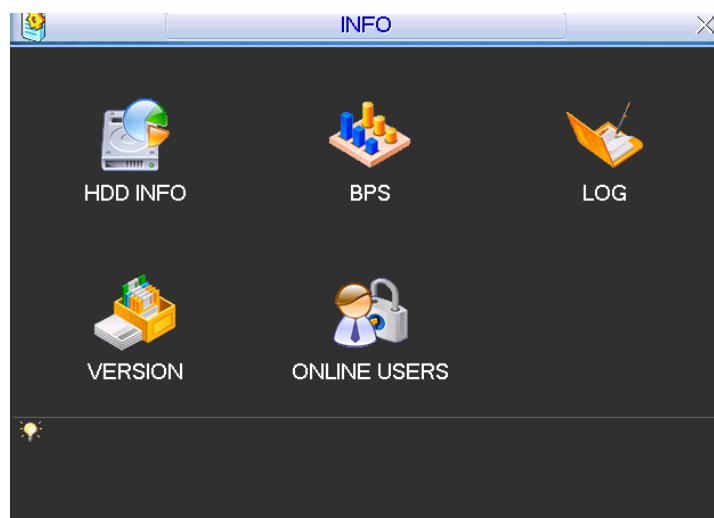 INFO
HDD INFO
BPS
LOG
VERSION
ONLINE USERS